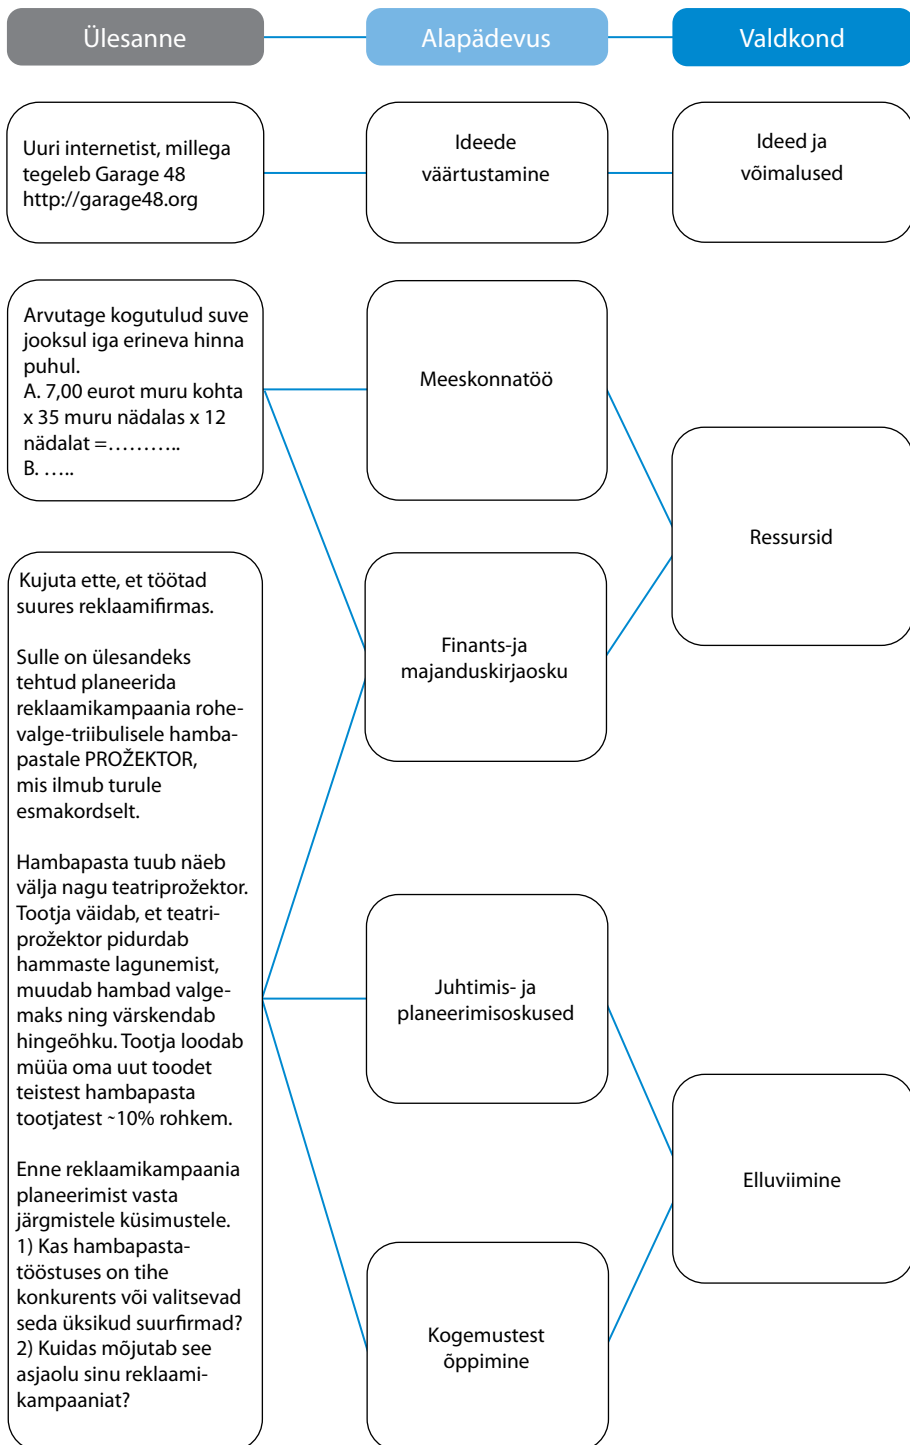 Ülesanne
Alapädevus
Valdkond
Uuri internetist, millega
tegeleb Garage 48
http://garage48.org
Ideede
väärtustamine
Ideed ja
võimalused
Arvutage kogutulud suve
jooksul iga erineva hinna
puhul.
A. 7,00 eurot muru kohta
x 35 muru nädalas x 12
nädalat =………..
B. …..
Meeskonnatöö
Ressursid
Finants-ja
majanduskirjaosku
Kujuta ette, et töötad
suures reklaamifirmas.
Sulle on ülesandeks
tehtud planeerida
reklaamikampaania rohe-
valge-triibulisele hamba-
pastale PROŽEKTOR,
mis ilmub turule
esmakordselt.
Hambapasta tuub näeb
välja nagu teatriprožektor.
Tootja väidab, et teatri-
prožektor pidurdab
hammaste lagunemist,
muudab hambad valge-
maks ning värskendab
hingeõhku. Tootja loodab
müüa oma uut toodet
teistest hambapasta
tootjatest ~10% rohkem.
Enne reklaamikampaania
planeerimist vasta
järgmistele küsimustele.
1) Kas hambapasta-
tööstuses on tihe
konkurents või valitsevad
seda üksikud suurfirmad?
2) Kuidas mõjutab see
asjaolu sinu reklaami-
kampaaniat?
Juhtimis- ja
planeerimisoskused
Elluviimine
Kogemustest
õppimine